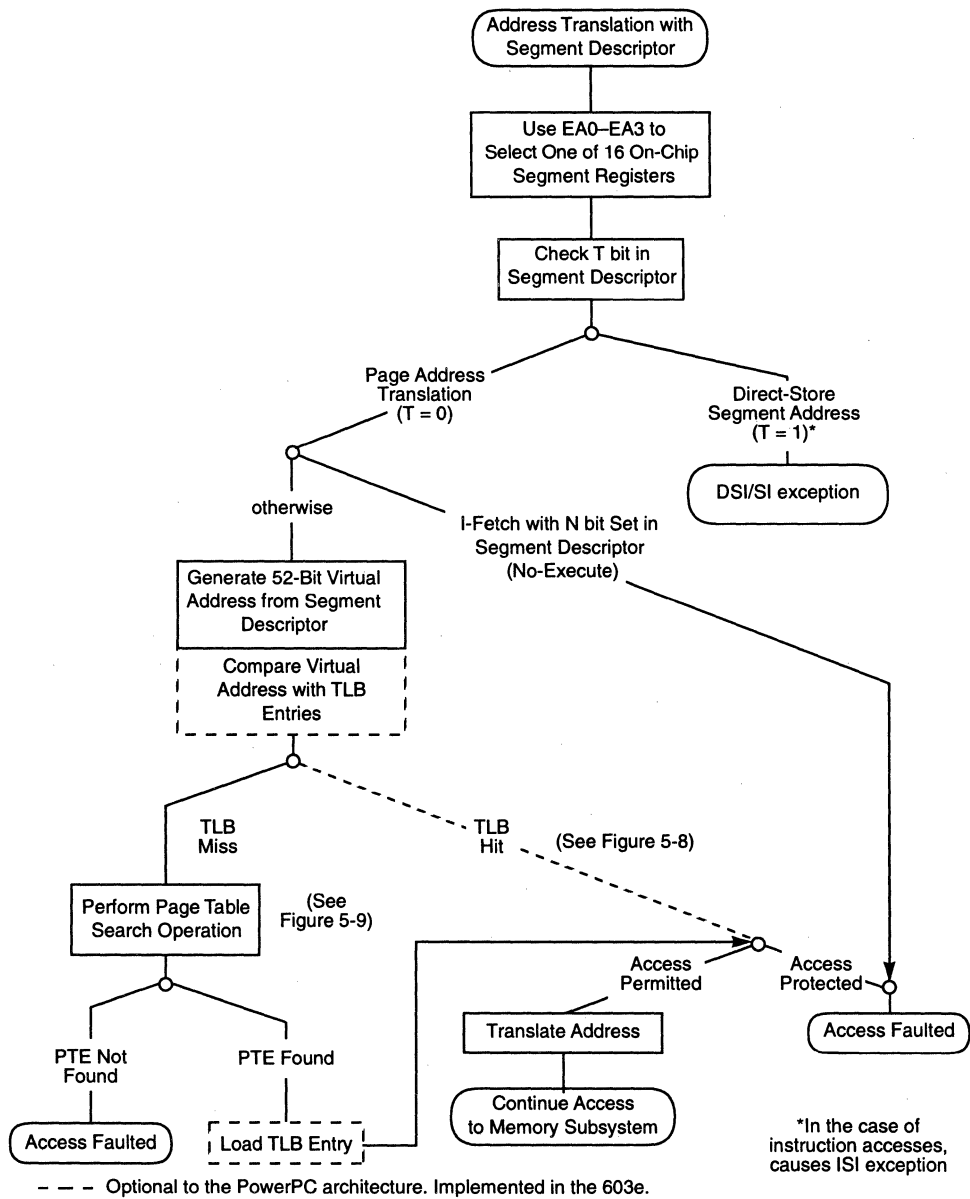 Address Translation with
Segment Descriptor
Use EA0–EA3 to
Select One of 16 On-Chip
Segment Registers
Check T bit in
Segment Descriptor
Page Address
Translation
(T = 0)
Direct-Store
Segment Address
(T = 1)*
DSI/SI exception
otherwise
I-Fetch with N bit Set in
Segment Descriptor
(No-Execute)
Generate 52-Bit Virtual
Address from Segment
Descriptor
Compare Virtual
Address with TLB
Entries
TLB
Miss
TLB
Hit
(See Figure 5-8)
Perform Page Table
Search Operation
(See
Figure 5-9)
Access
Permitted
Access
Protected
Translate Address
Access Faulted
PTE Not
Found
PTE Found
Continue Access
to Memory Subsystem
Access Faulted
Load TLB Entry
*In the case of
instruction accesses,
causes ISI exception
– – – Optional to the PowerPC architecture. Implemented in the 603e.